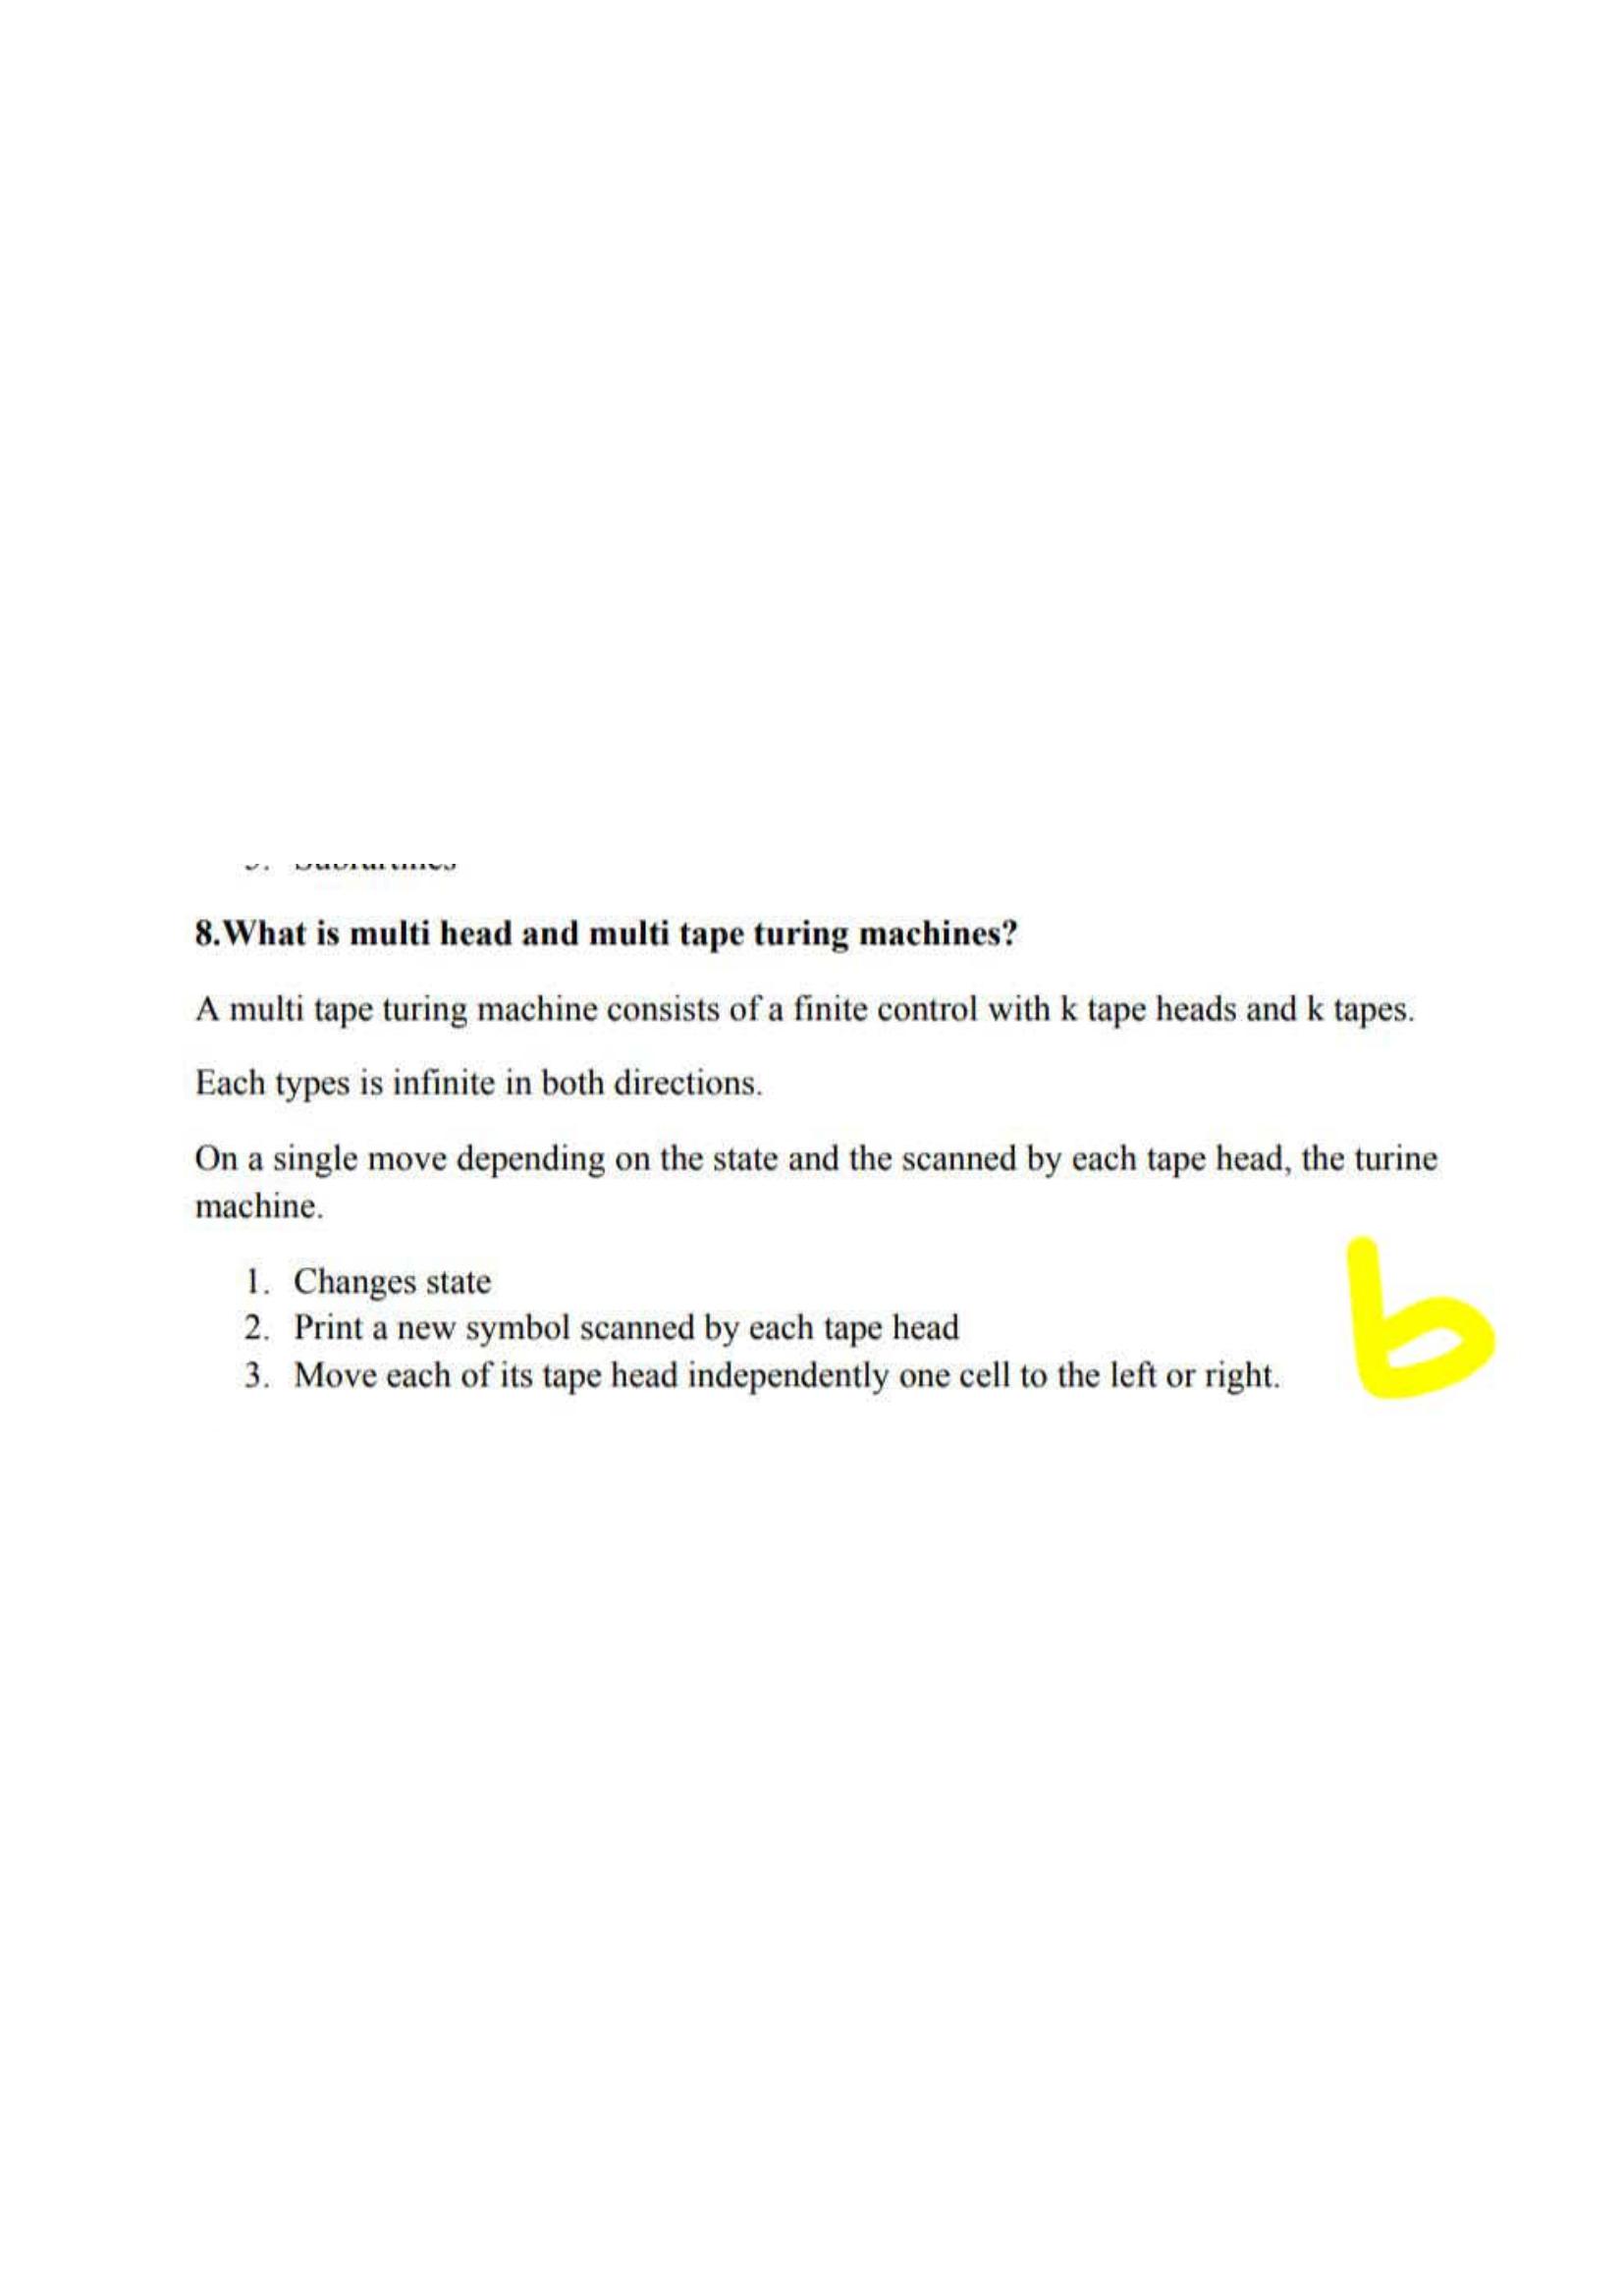 8.What is multi head and multi tape turing machines?
A multi tape turing machine consists of a finite control with k tape heads and k tapes.
Each types is infinite in both directions.
On a single move depending on the state and the scanned by each tape head, the turine
machine.
1. Changes state
2. Print a new symbol scanned by each tape head
3. Move each of its tape head independently one cell to the left or right.
b